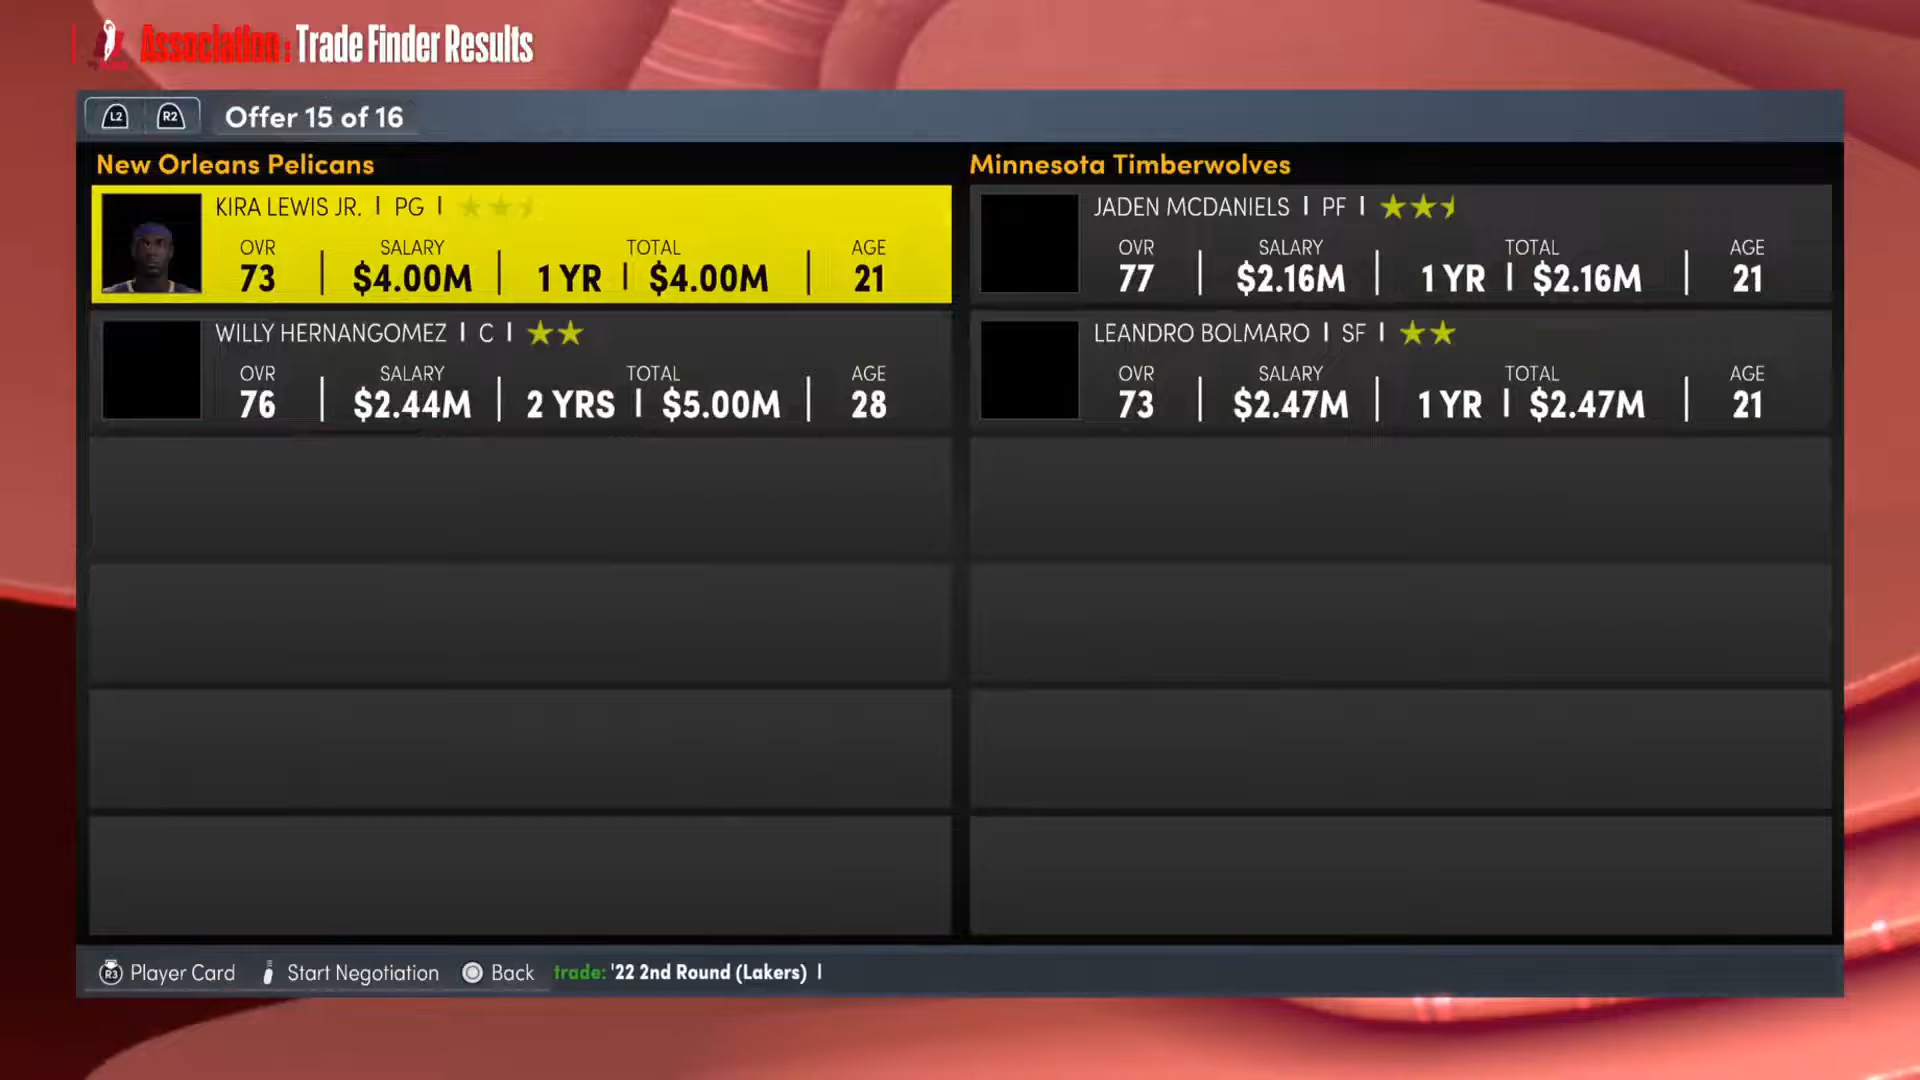 Association : Trade Finder Results
L2 R2 Offer 15 of 16
New Orleans Pelicans
KIRA LEWIS JR. | PG |
OVR SALARY TOTAL AGE
73 | $4.00M | 1 YR | $4.00M | 21
WILLY HERNANGOMEZ | C |
OVR SALARY TOTAL AGE
76 | $2.44M | 2 YRS | $5.00M | 28
Minnesota Timberwolves
JADEN MCDANIELS | PF |
OVR SALARY TOTAL AGE
77 | $2.16M | 1 YR | $2.16M | 21
LEANDRO BOLMARO | SF |
OVR SALARY TOTAL AGE
73 | $2.47M | 1 YR | $2.47M | 21
R3 Player Card Start Negotiation Back trade: '22 2nd Round (Lakers) |